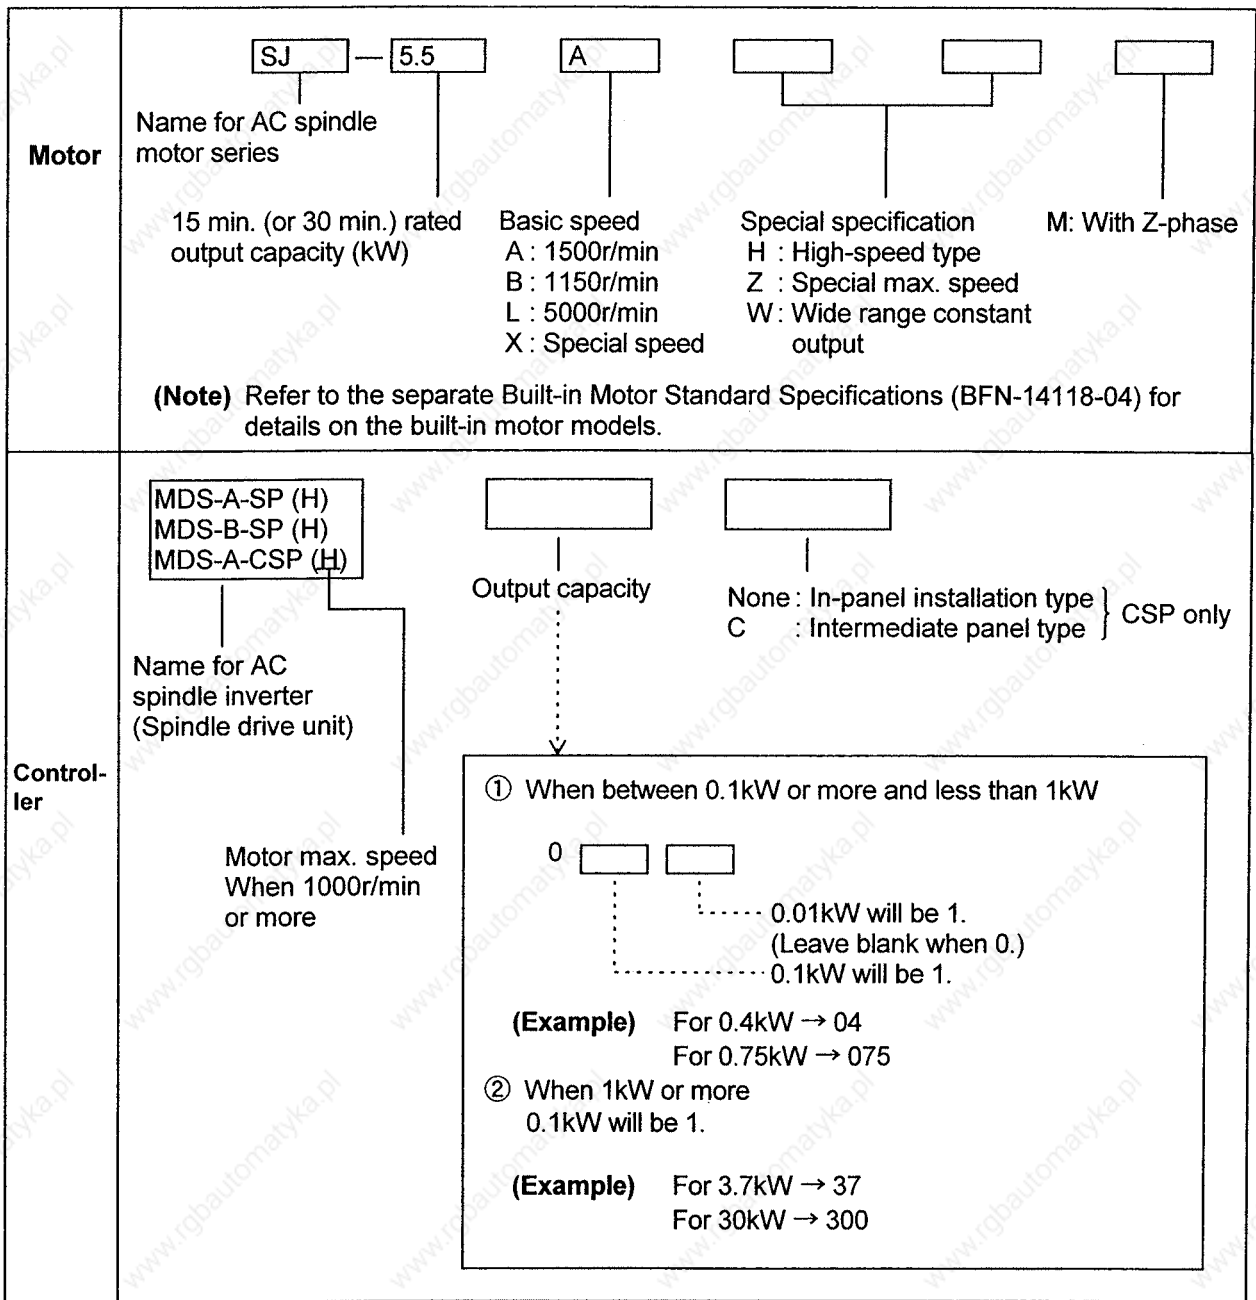 Motor
SJ — 5.5 A
Name for AC spindle
motor series
15 min. (or 30 min.) rated
output capacity (kW)
Basic speed
A : 1500r/min
B : 1150r/min
L : 5000r/min
X : Special speed
Special specification
H : High-speed type
Z : Special max. speed
W : Wide range constant
output
M: With Z-phase
(Note) Refer to the separate Built-in Motor Standard Specifications (BFN-14118-04) for
details on the built-in motor models.
Control-
ler
MDS-A-SP (H)
MDS-B-SP (H)
MDS-A-CSP (H)
Name for AC
spindle inverter
(Spindle drive unit)
Motor max. speed
When 1000r/min
or more
Output capacity
None : In-panel installation type
C : Intermediate panel type
CSP only
① When between 0.1kW or more and less than 1kW
0
0.01kW will be 1.
(Leave blank when 0.)
0.1kW will be 1.
(Example) For 0.4kW → 04
For 0.75kW → 075
② When 1kW or more
0.1kW will be 1.
(Example) For 3.7kW → 37
For 30kW → 300
www.rgbautomatyka.pl